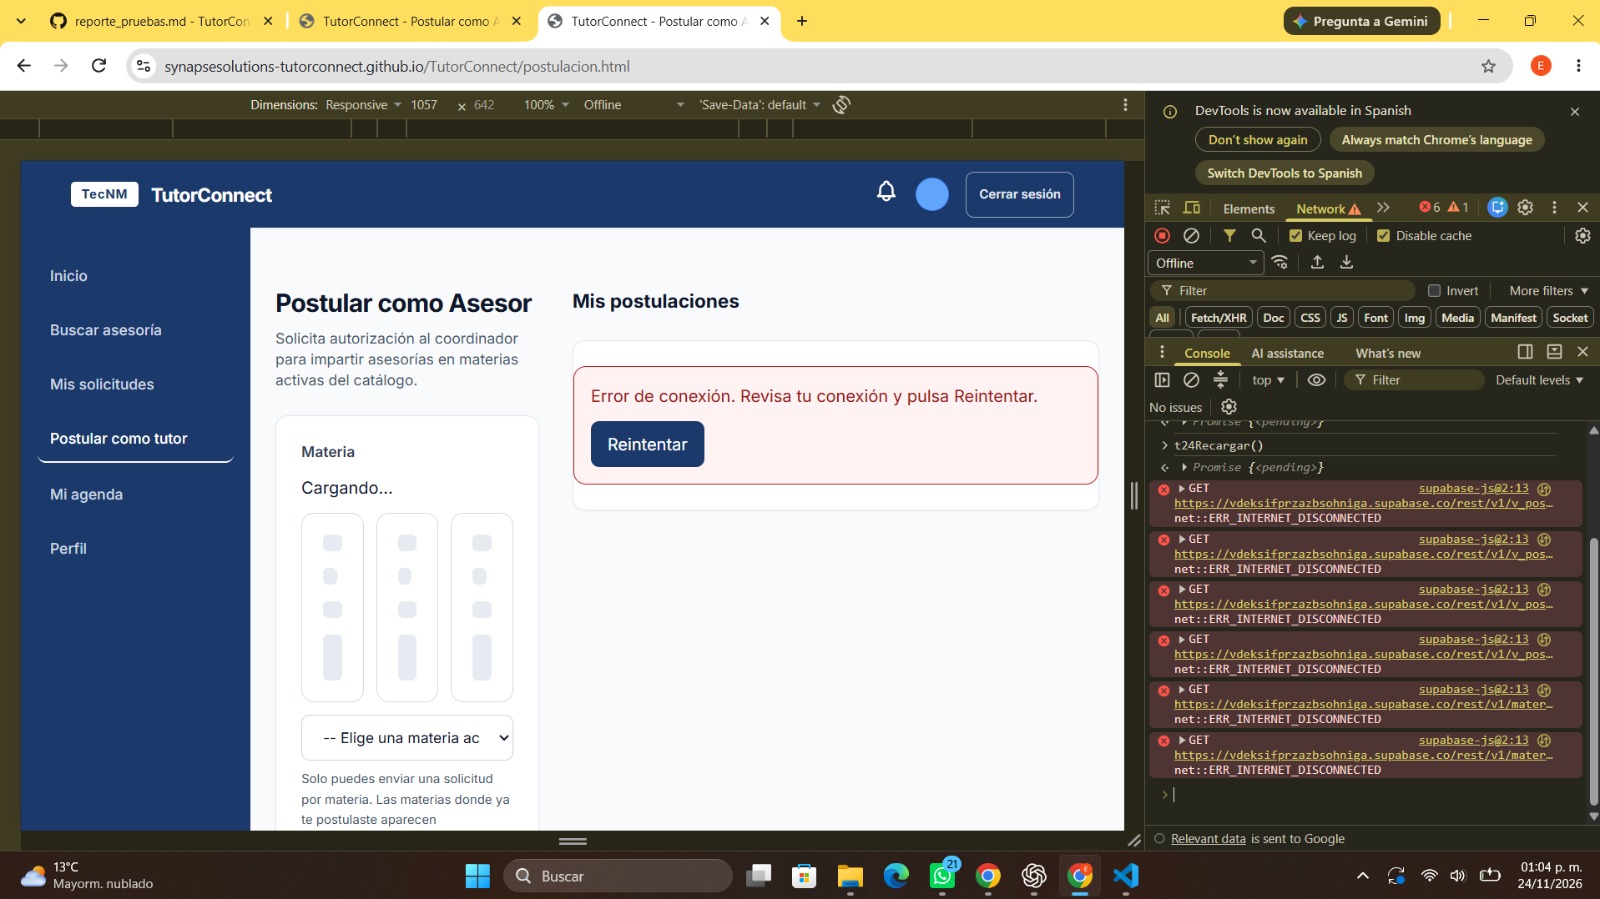 reporte_pruebas.md - TutorCon
TutorConnect - Postular como A
TutorConnect - Postular como A
Pregunta a Gemini
synapsesolutions-tutorconnect.github.io/TutorConnect/postulacion.html
E
Dimensions: Responsive 1057 × 642 100% Offline 'Save-Data': default
DevTools is now available in Spanish
Don't show again
Always match Chrome's language
Switch DevTools to Spanish
Elements
Network
6
1
Keep log
Disable cache
Offline
Filter
Invert
More filters
All
Fetch/XHR
Doc
CSS
JS
Font
Img
Media
Manifest
Socket
Console
AI assistance
What's new
top
Filter
Default levels
No issues
Promise {<pending>}
t24Recargar()
Promise {<pending>}
GET supabase-js@2:13
https://vdeksifprzazbsohniga.supabase.co/rest/v1/v_pos…
net::ERR_INTERNET_DISCONNECTED
GET supabase-js@2:13
https://vdeksifprzazbsohniga.supabase.co/rest/v1/v_pos…
net::ERR_INTERNET_DISCONNECTED
GET supabase-js@2:13
https://vdeksifprzazbsohniga.supabase.co/rest/v1/v_pos…
net::ERR_INTERNET_DISCONNECTED
GET supabase-js@2:13
https://vdeksifprzazbsohniga.supabase.co/rest/v1/v_pos…
net::ERR_INTERNET_DISCONNECTED
GET supabase-js@2:13
https://vdeksifprzazbsohniga.supabase.co/rest/v1/mater…
net::ERR_INTERNET_DISCONNECTED
GET supabase-js@2:13
https://vdeksifprzazbsohniga.supabase.co/rest/v1/mater…
net::ERR_INTERNET_DISCONNECTED
Relevant data is sent to Google
TecNM
TutorConnect
Cerrar sesión
Inicio
Buscar asesoría
Mis solicitudes
Postular como tutor
Mi agenda
Perfil
Postular como Asesor
Solicita autorización al coordinador
para impartir asesorías en materias
activas del catálogo.
Materia
Cargando...
-- Elige una materia ac
Solo puedes enviar una solicitud
por materia. Las materias donde ya
te postulaste aparecen
Mis postulaciones
Error de conexión. Revisa tu conexión y pulsa Reintentar.
Reintentar
13°C
Mayorm. nublado
Buscar
21
E
01:04 p. m.
24/11/2026